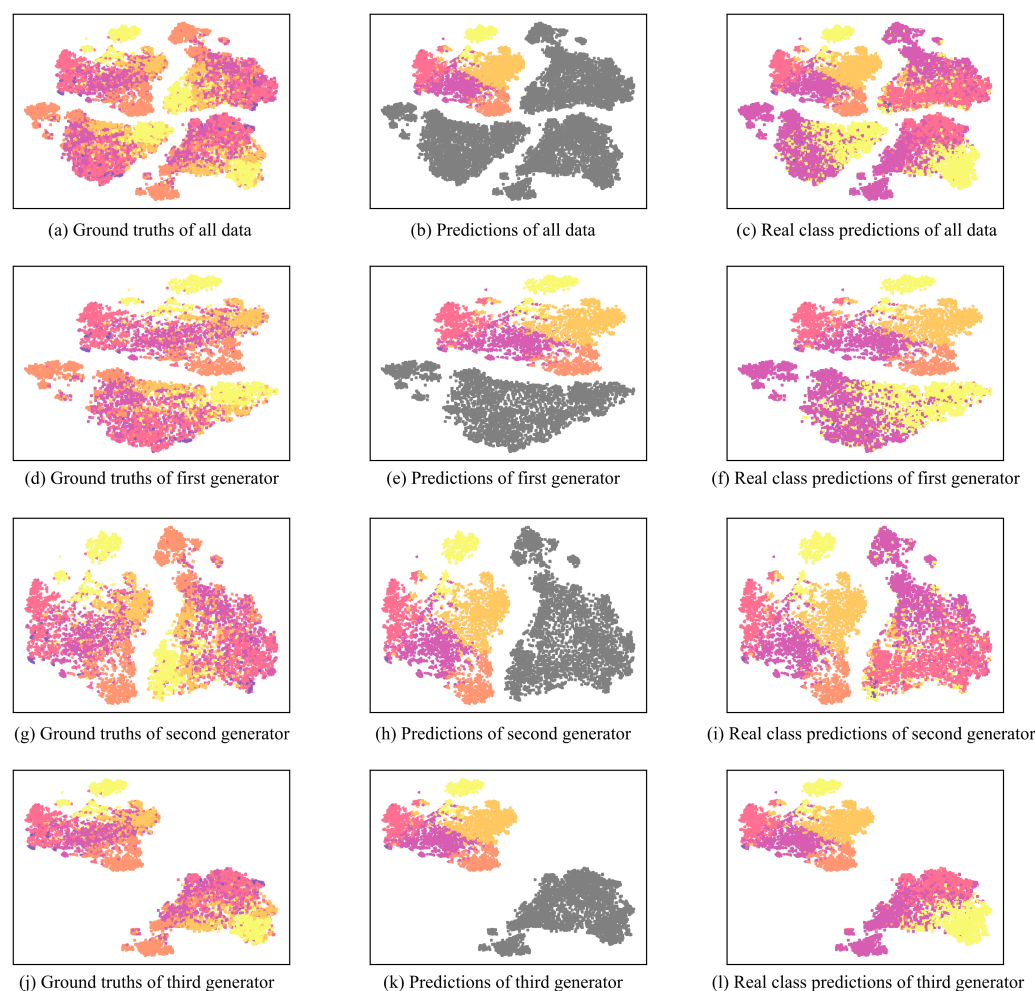 (a) Ground truths of all data
(b) Predictions of all data
(c) Real class predictions of all data
(d) Ground truths of first generator
(e) Predictions of first generator
(f) Real class predictions of first generator
(g) Ground truths of second generator
(h) Predictions of second generator
(i) Real class predictions of second generator
(j) Ground truths of third generator
(k) Predictions of third generator
(l) Real class predictions of third generator